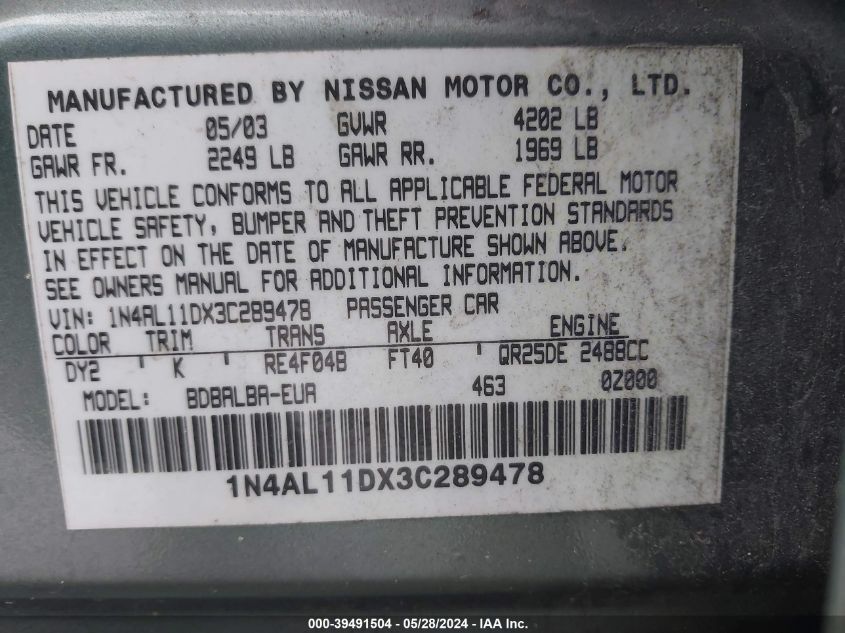 MANUFACTURED BY NISSAN MOTOR CO., LTD.
DATE 05/03 GVWR 4202 LB
GAWR FR. 2249 LB GAWR RR. 1969 LB
THIS VEHICLE CONFORMS TO ALL APPLICABLE FEDERAL MOTOR
VEHICLE SAFETY, BUMPER AND THEFT PREVENTION STANDARDS
IN EFFECT ON THE DATE OF MANUFACTURE SHOWN ABOVE.
SEE OWNERS MANUAL FOR ADDITIONAL INFORMATION.
VIN: 1N4AL11DX3C289478 PASSENGER CAR
COLOR TRIM TRANS AXLE ENGINE
DY2 K RE4F04B FT40 QR25DE 2488CC
MODEL: BDBALBA-EUA 463 0Z000
1N4AL11DX3C289478
000-39491504 - 05/28/2024 - IAA Inc.